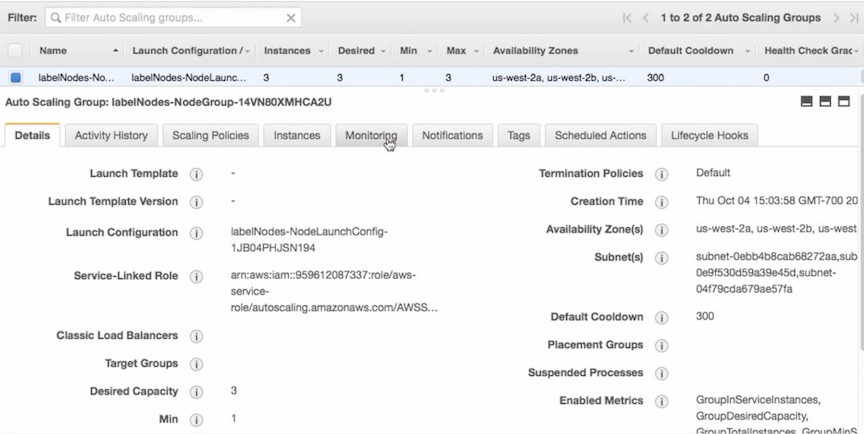 Filter: Filter Auto Scaling groups... 1 to 2 of 2 Auto Scaling Groups
Name Launch Configuration / Instances Desired Min Max Availability Zones Default Cooldown Health Check Grac
labelNodes-No... labelNodes-NodeLaunc... 3 3 1 3 us-west-2a, us-west-2b, us-... 300 0
Auto Scaling Group: labelNodes-NodeGroup-14VN80XMHCA2U
Details Activity History Scaling Policies Instances Monitoring Notifications Tags Scheduled Actions Lifecycle Hooks
Launch Template -
Launch Template Version -
Launch Configuration labelNodes-NodeLaunchConfig-
1JB04PHJSN194
Service-Linked Role arn:aws:iam::959612087337:role/aws-
service-
role/autoscaling.amazonaws.com/AWSS...
Classic Load Balancers
Target Groups
Desired Capacity 3
Min 1
Termination Policies Default
Creation Time Thu Oct 04 15:03:58 GMT-700 20
Availability Zone(s) us-west-2a, us-west-2b, us-west
Subnet(s) subnet-0ebb4b8cab68272aa,sub
0e9f530d59a39e45d,subnet-
04f79cda679ae57fa
Default Cooldown 300
Placement Groups
Suspended Processes
Enabled Metrics GroupInServiceInstances,
GroupDesiredCapacity,
GroupTotalInstances, GroupMinS